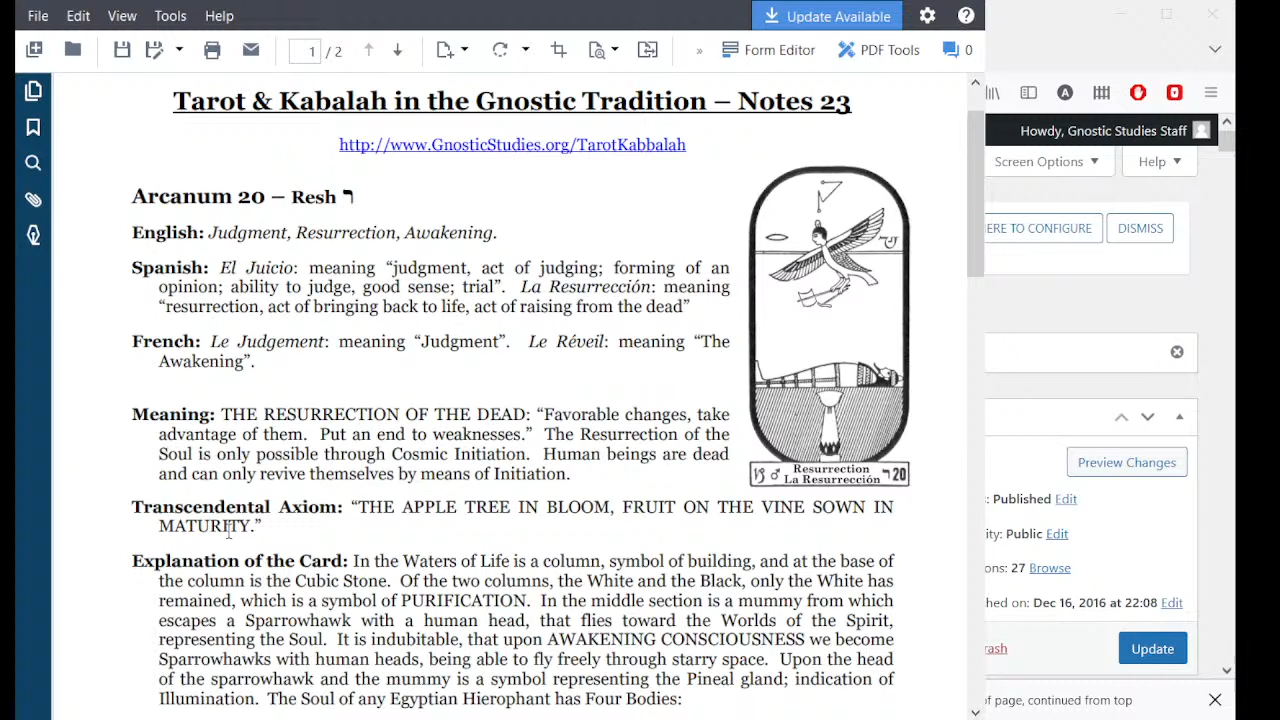 File Edit View Tools Help
Update Available
1 / 2
» Form Editor PDF Tools 0
Tarot & Kabalah in the Gnostic Tradition – Notes 23
http://www.GnosticStudies.org/TarotKabbalah
Arcanum 20 – Resh ר
English: Judgment, Resurrection, Awakening.
Spanish: El Juicio: meaning “judgment, act of judging; forming of an
opinion; ability to judge, good sense; trial”. La Resurrección: meaning
“resurrection, act of bringing back to life, act of raising from the dead”
French: Le Judgement: meaning “Judgment”. Le Réveil: meaning “The
Awakening”.
Meaning: THE RESURRECTION OF THE DEAD: “Favorable changes, take
advantage of them. Put an end to weaknesses.” The Resurrection of the
Soul is only possible through Cosmic Initiation. Human beings are dead
and can only revive themselves by means of Initiation.
Resurrection
La Resurrección ר 20
Transcendental Axiom: “THE APPLE TREE IN BLOOM, FRUIT ON THE VINE SOWN IN
MATURITY.”
Explanation of the Card: In the Waters of Life is a column, symbol of building, and at the base of
the column is the Cubic Stone. Of the two columns, the White and the Black, only the White has
remained, which is a symbol of PURIFICATION. In the middle section is a mummy from which
escapes a Sparrowhawk with a human head, that flies toward the Worlds of the Spirit,
representing the Soul. It is indubitable, that upon AWAKENING CONSCIOUSNESS we become
Sparrowhawks with human heads, being able to fly freely through starry space. Upon the head
of the sparrowhawk and the mummy is a symbol representing the Pineal gland; indication of
Illumination. The Soul of any Egyptian Hierophant has Four Bodies:
A
Howdy, Gnostic Studies Staff
Screen Options Help
ERE TO CONFIGURE DISMISS
Preview Changes
s: Published Edit
ity: Public Edit
ons: 27 Browse
hed on: Dec 16, 2016 at 22:08 Edit
rash Update
of page, continued from top